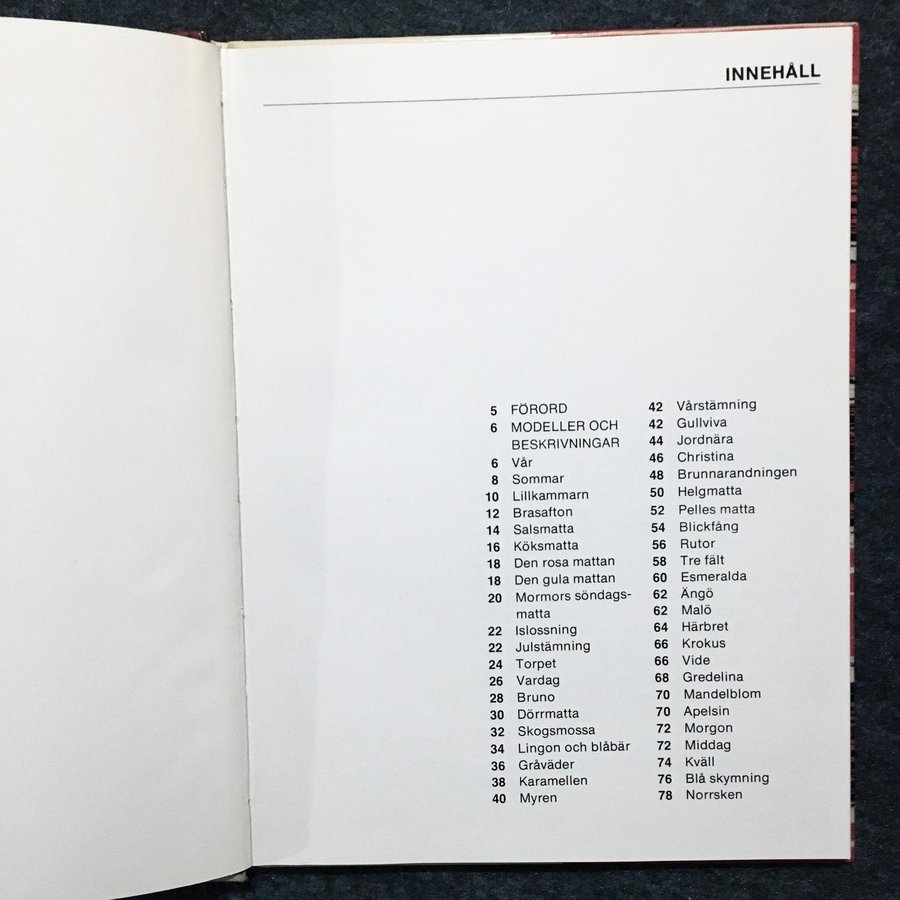 INNEHÅLL
5 FÖRORD
6 MODELLER OCH
BESKRIVNINGAR
6 Vår
8 Sommar
10 Lillkammarn
12 Brasafton
14 Salsmatta
16 Köksmatta
18 Den rosa mattan
18 Den gula mattan
20 Mormors söndags-
matta
22 Islossning
22 Julstämning
24 Torpet
26 Vardag
28 Bruno
30 Dörrmatta
32 Skogsmossa
34 Lingon och blåbär
36 Gråväder
38 Karamellen
40 Myren
42 Vårstämning
42 Gullviva
44 Jordnära
46 Christina
48 Brunnarandningen
50 Helgmatta
52 Pelles matta
54 Blickfång
56 Rutor
58 Tre fält
60 Esmeralda
62 Ängö
62 Malö
64 Härbret
66 Krokus
66 Vide
68 Gredelina
70 Mandelblom
70 Apelsin
72 Morgon
72 Middag
74 Kväll
76 Blå skymning
78 Norrsken